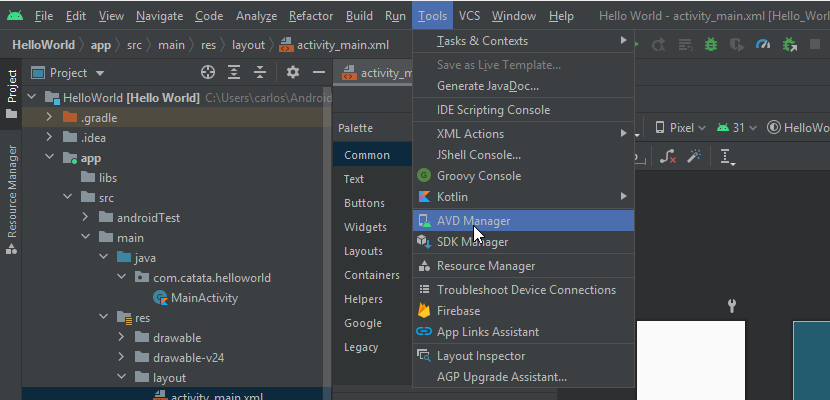 File Edit View Navigate Code Analyze Refactor Build Run Tools VCS Window Help Hello World - activity_main.xml [Hello_Worl
HelloWorld app src main res layout activity_main.xml
Project
Resource Manager
Project
HelloWorld [Hello World] C:\Users\carlos\Android
.gradle
.idea
app
libs
src
androidTest
main
java
com.catata.helloworld
MainActivity
res
drawable
drawable-v24
layout
activity_main.xml
activity_m
Palette
Common
Text
Buttons
Widgets
Layouts
Containers
Helpers
Google
Legacy
Tasks & Contexts
Save as Live Template...
Generate JavaDoc...
IDE Scripting Console
XML Actions
JShell Console...
Groovy Console
Kotlin
AVD Manager
SDK Manager
Resource Manager
Troubleshoot Device Connections
Firebase
App Links Assistant
Layout Inspector
AGP Upgrade Assistant...
Pixel 31 HelloWo